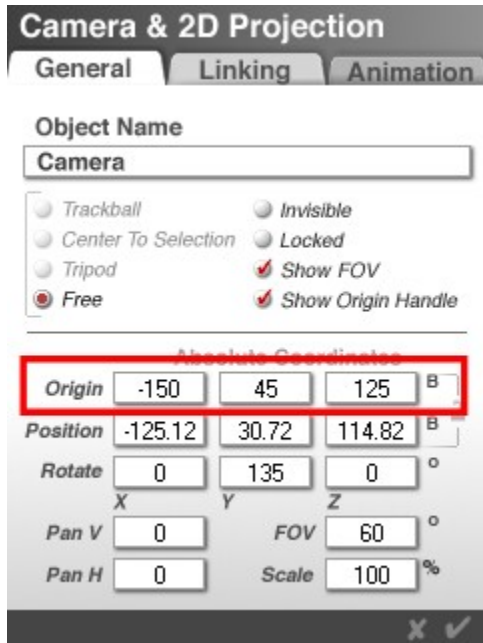 Camera & 2D Projection
General Linking Animation
Object Name
Camera
Trackball Invisible
Center To Selection Locked
Tripod Show FOV
Free Show Origin Handle
Absolute Coordinates
Origin -150 45 125 B
Position -125.12 30.72 114.82 B
Rotate 0 135 0 °
X Y Z
Pan V 0 FOV 60 °
Pan H 0 Scale 100 %